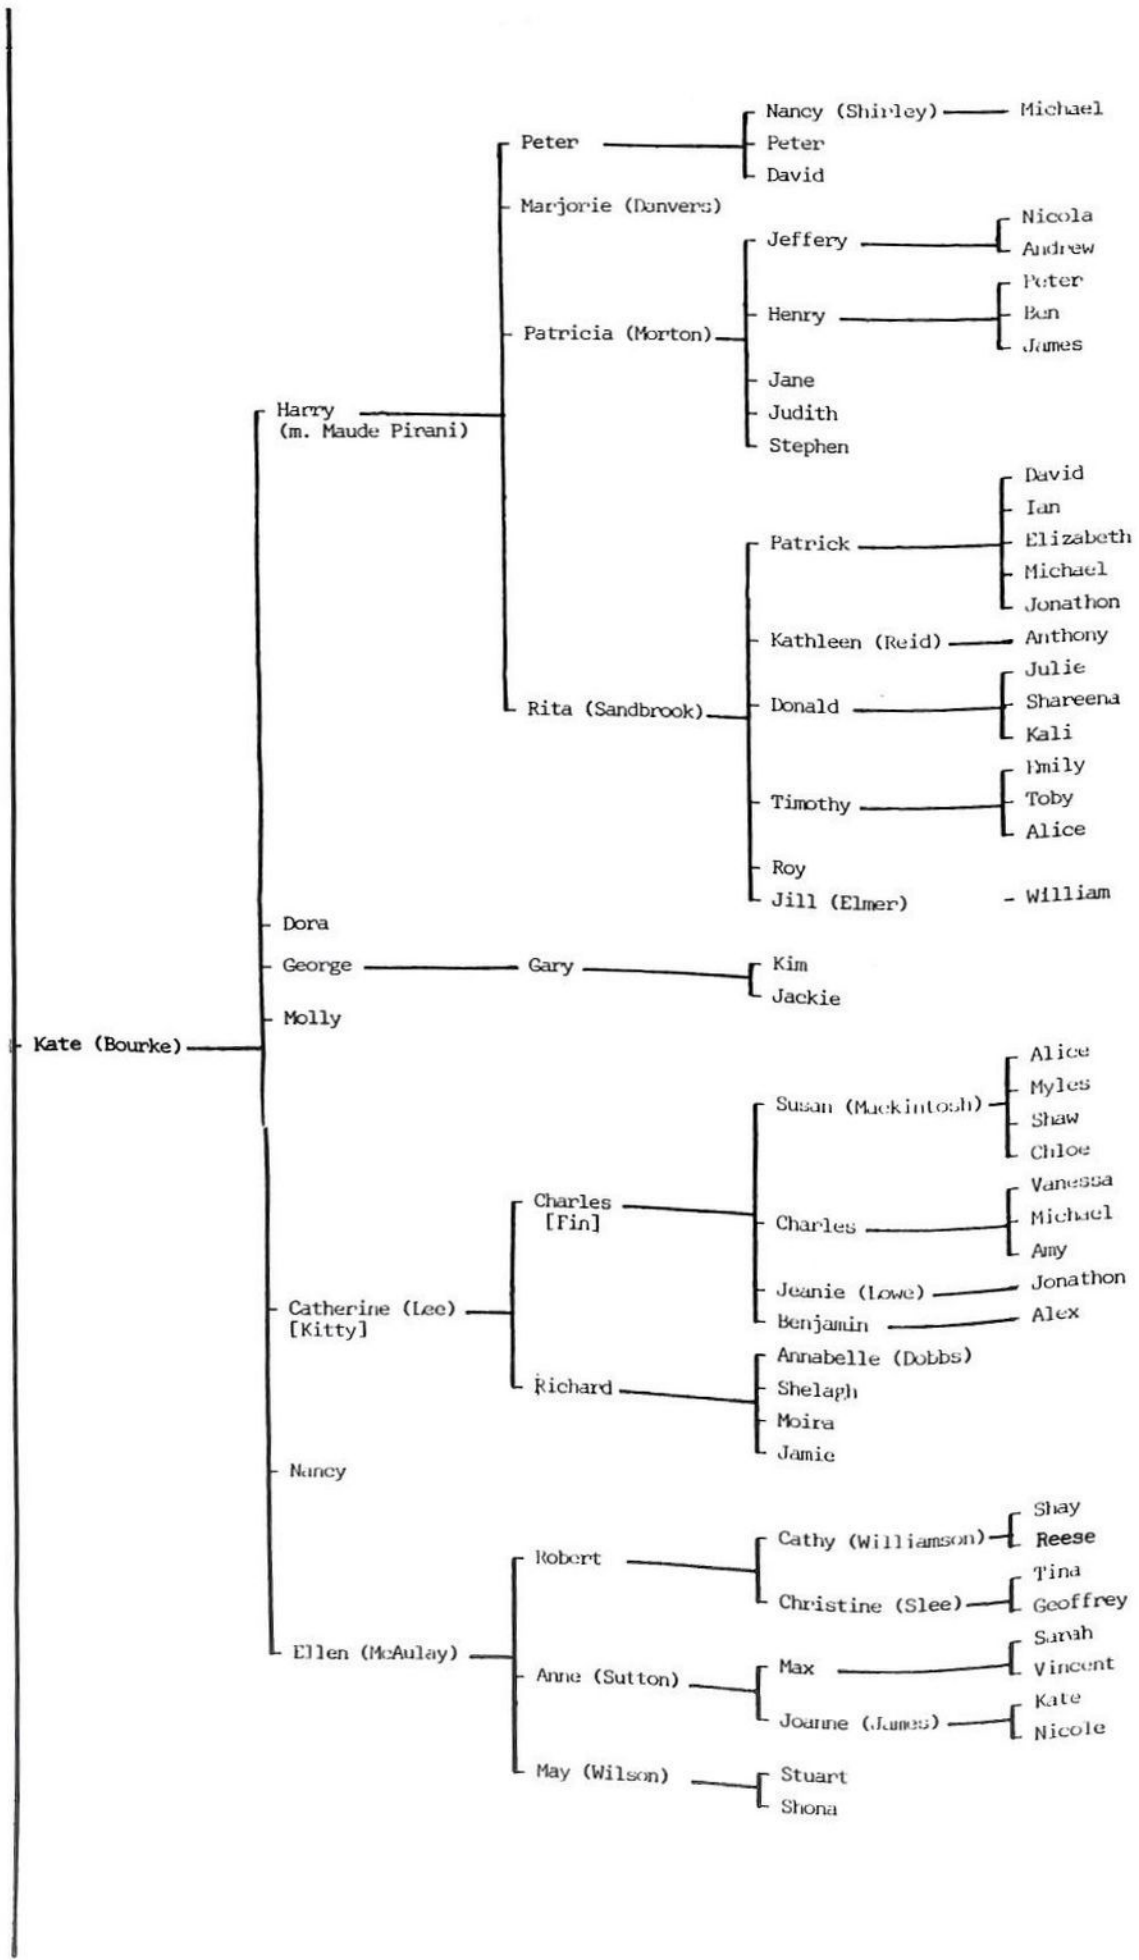 Nancy (Shirley) Michael
Peter Peter
David
Marjorie (Danvers)
Nicola
Jeffery
Andrew
Peter
Henry Ben
Patricia (Morton)
James
Jane
Harry
Judith
(m. Maude Pirani)
Stephen
David
Ian
Patrick Elizabeth
Michael
Jonathon
Kathleen (Reid) Anthony
Julie
Rita (Sandbrook) Donald Shareena
Kali
Emily
Timothy Toby
Alice
Roy
Jill (Elmer) - William
Dora
George Gary Kim
Jackie
Molly
Kate (Bourke)
Alice
Myles
Susan (Mackintosh)
Shaw
Chloe
Vanessa
Charles
[Fin]
Charles Michael
Amy
Jeanie (Lowe) Jonathon
Catherine (Lee)
[Kitty]
Benjamin Alex
Annabelle (Dobbs)
Richard Shelagh
Moira
Jamie
Nancy
Shay
Cathy (Williamson) Reese
Robert
Tina
Christine (Slee) Geoffrey
Sarah
Ellen (McAulay)
Max Vincent
Anne (Sutton)
Kate
Joanne (James)
Nicole
May (Wilson) Stuart
Shona